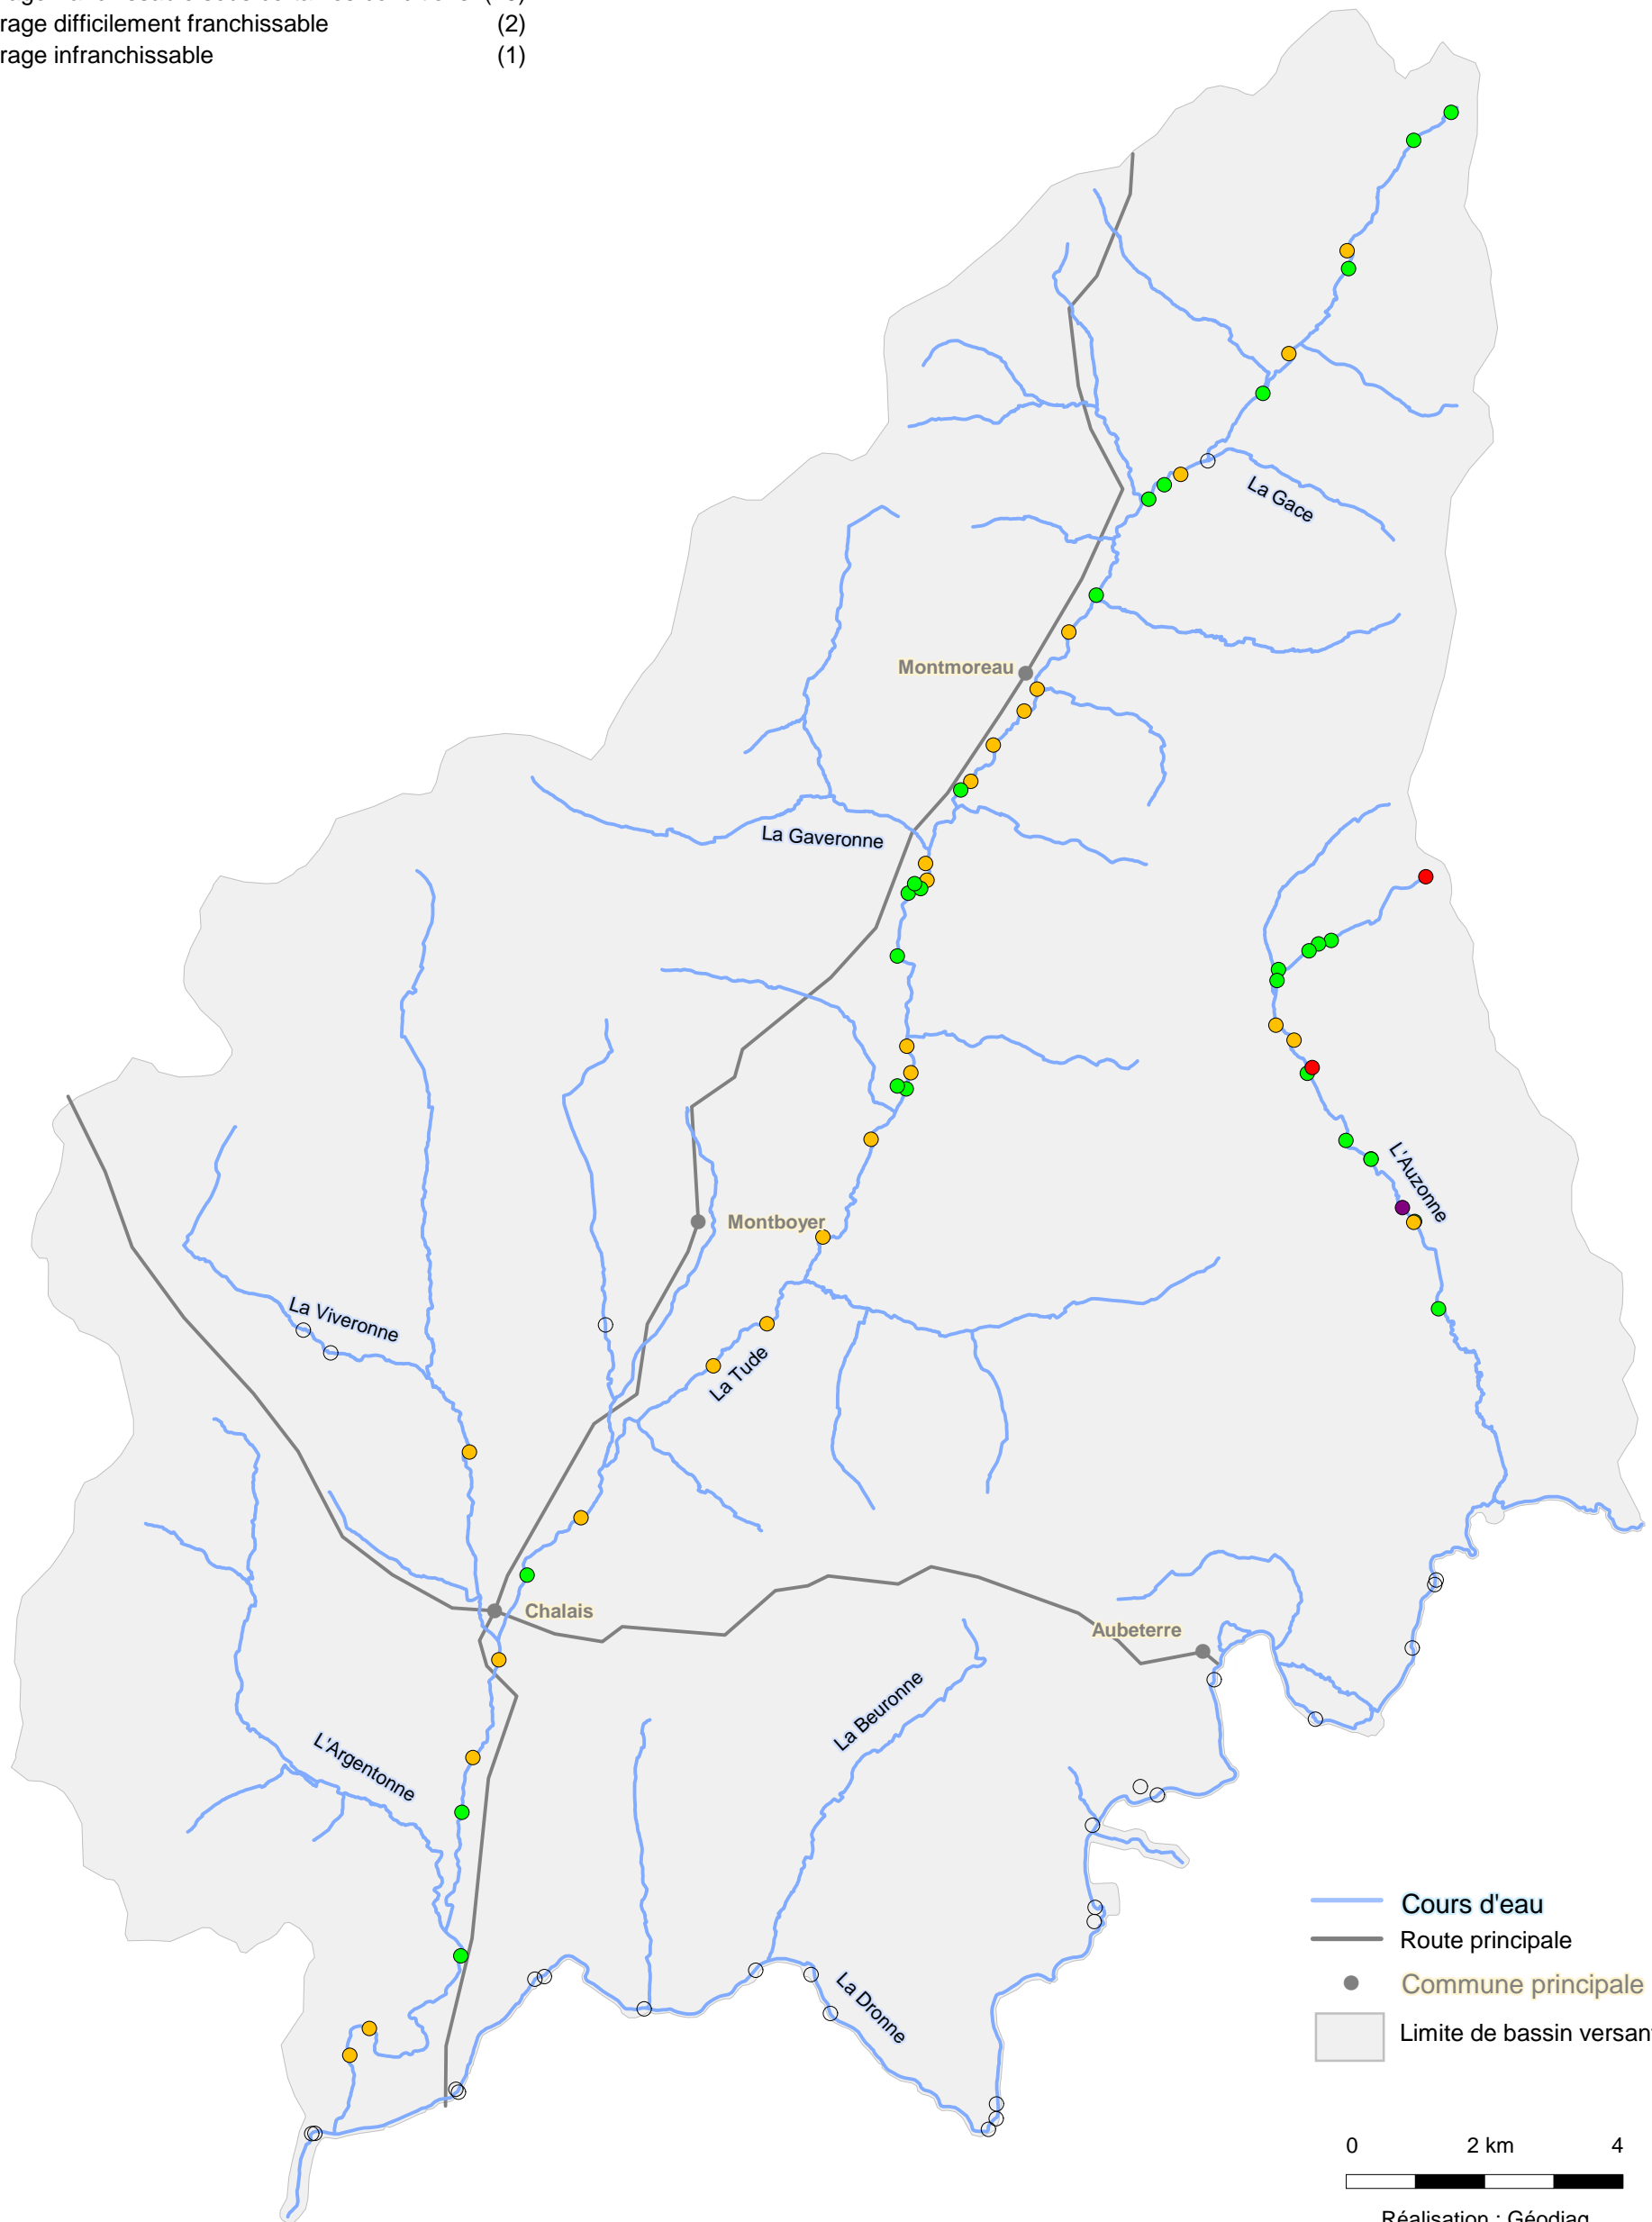 rage difficilement franchissable (2)
rage infranchissable (1)
La Gace
Montmoreau
La Gaveronne
L'Auzonne
Montboyer
La Viveronne
La Tude
Chalais
Aubeterre
La Beuronne
L'Argentonne
La Dronne
Cours d'eau
Route principale
Commune principale
Limite de bassin versan
0 2 km 4
Réalisation : Géodiag